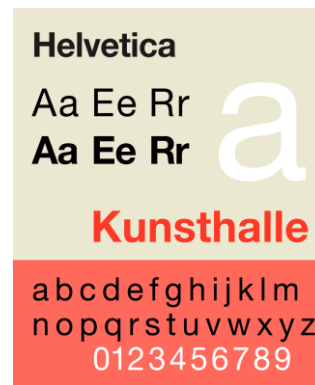 Helvetica
Aa Ee Rr
Aa Ee Rr
a
Kunsthalle
abcdefghijklm
nopqrstuvwxyz
0123456789